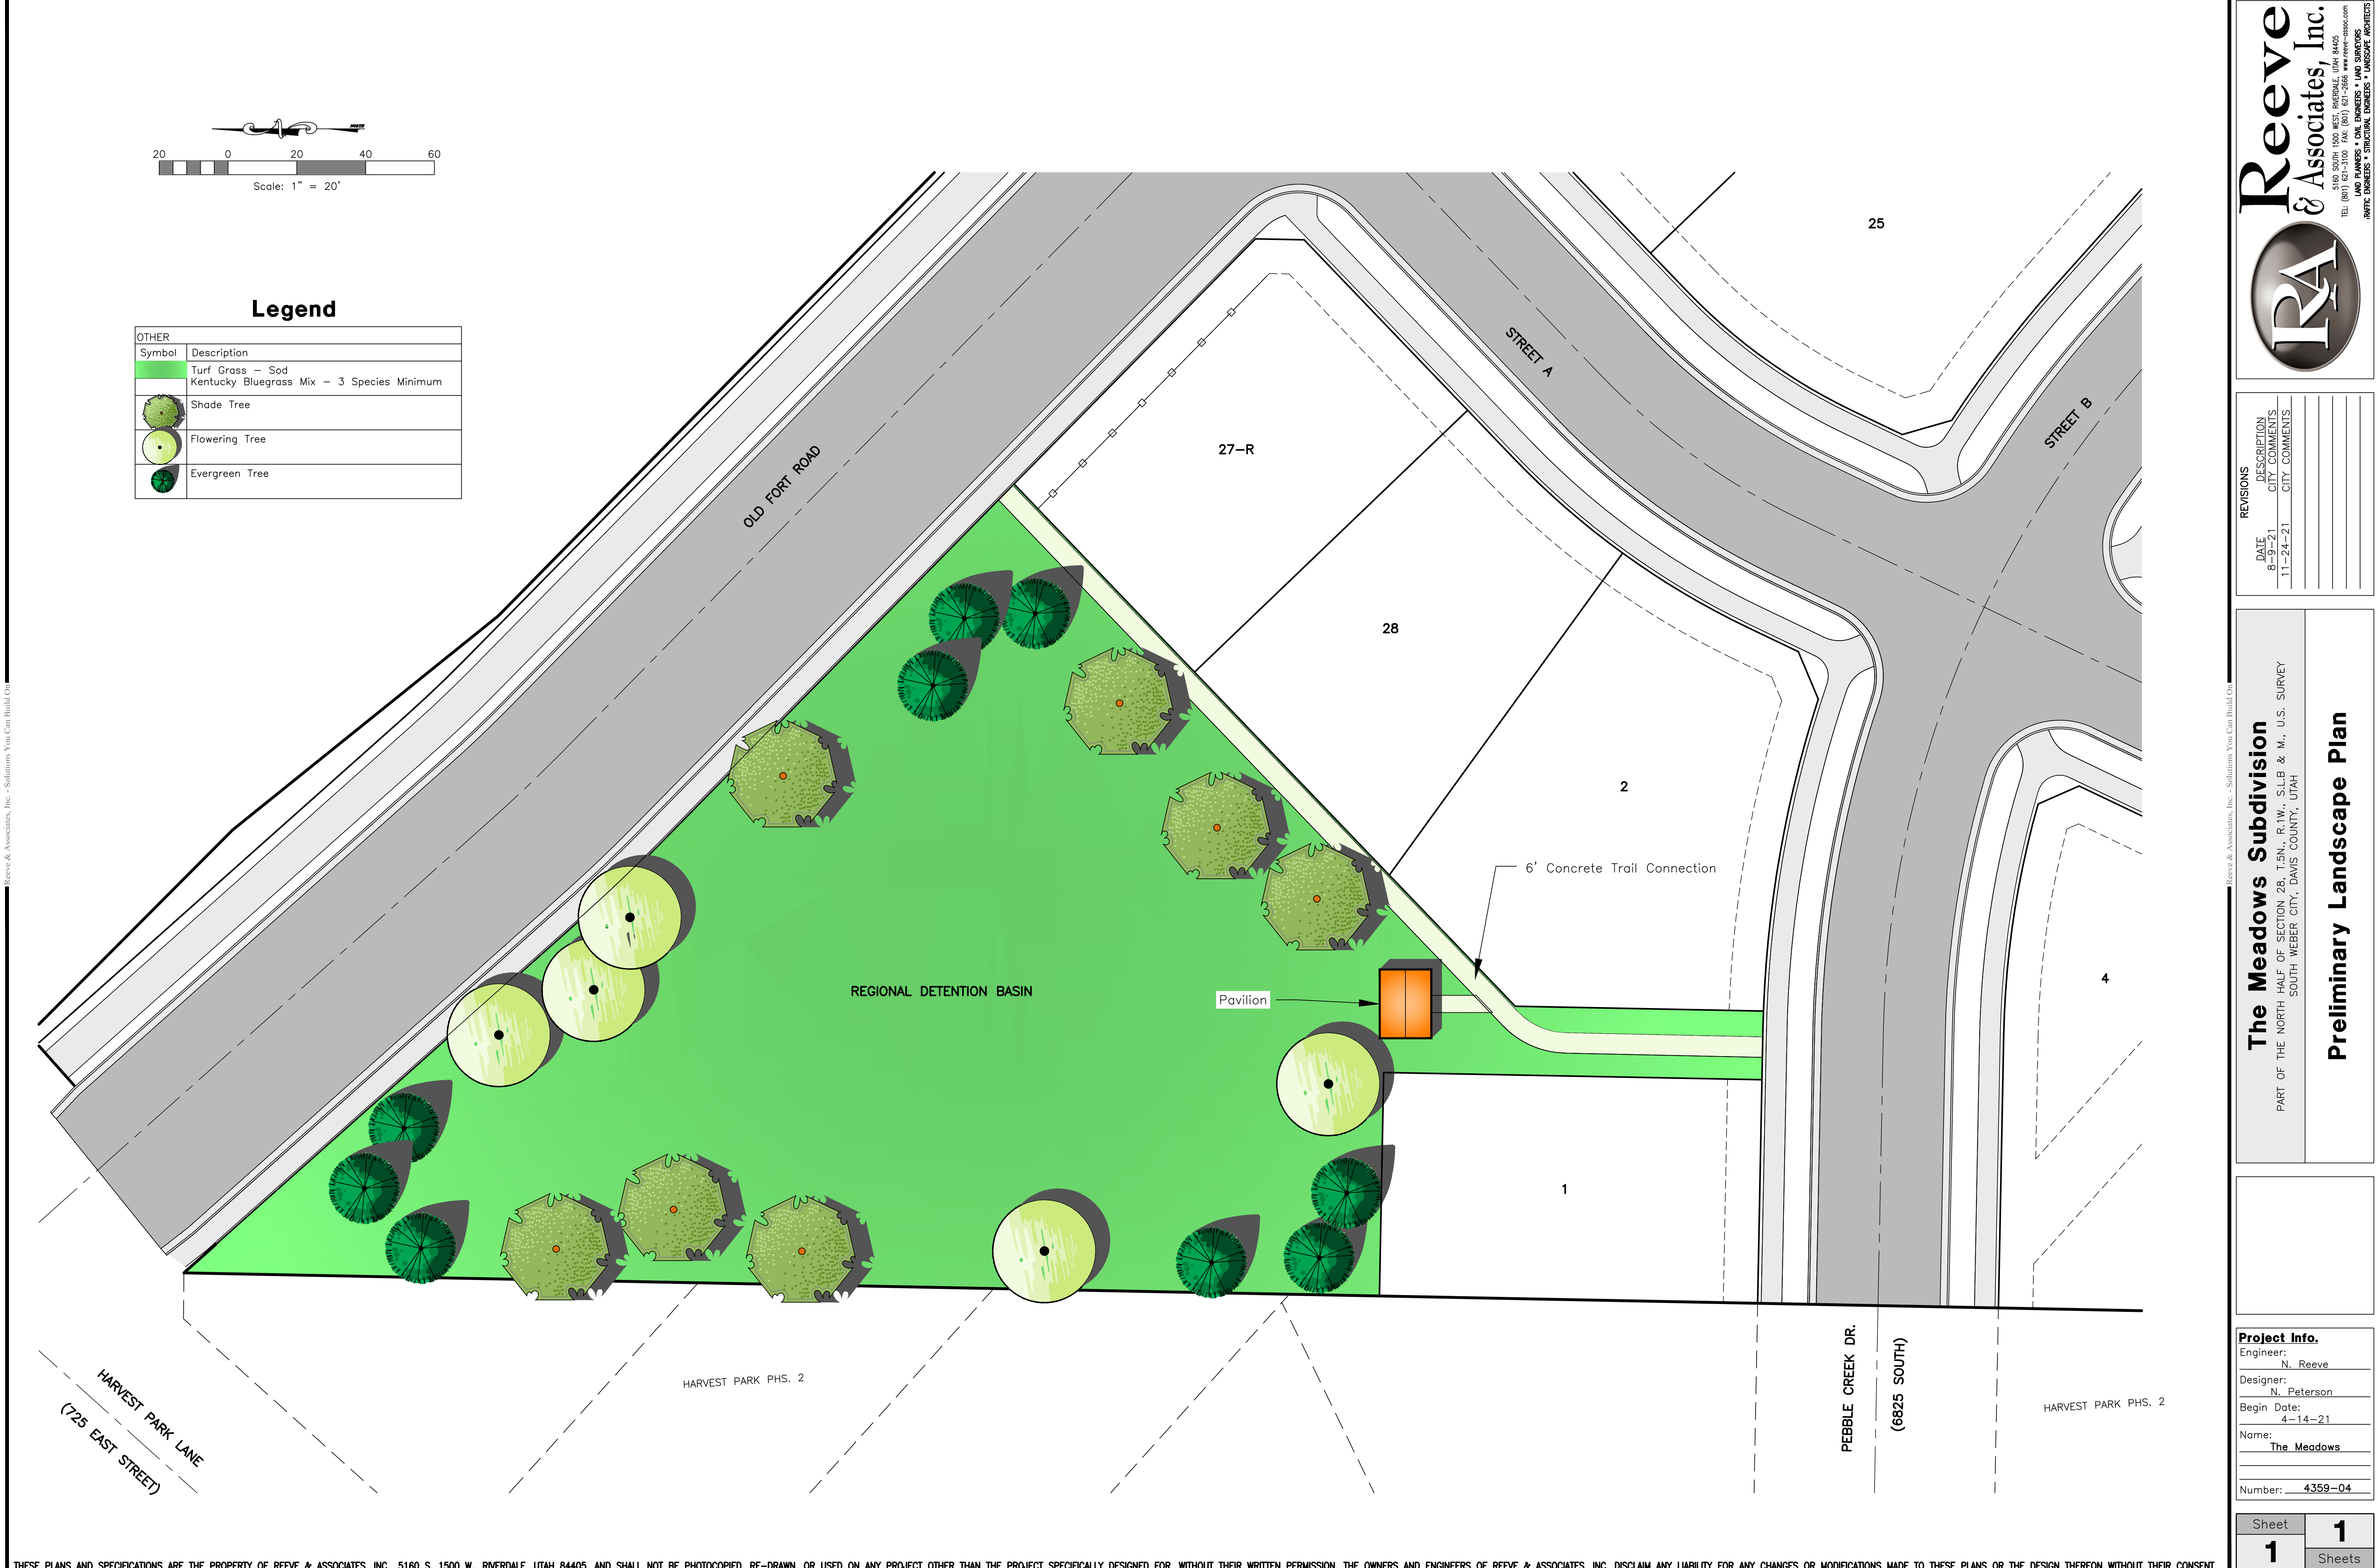 20 0 20 40 60
Scale: 1" = 20'
Legend
OTHER
Symbol Description
Turf Grass – Sod
Kentucky Bluegrass Mix – 3 Species Minimum
Shade Tree
Flowering Tree
Evergreen Tree
OLD FORT ROAD
STREET A
STREET B
25
27-R
28
2
4
1
6' Concrete Trail Connection
Pavilion
REGIONAL DETENTION BASIN
HARVEST PARK LANE
(725 EAST STREET)
HARVEST PARK PHS. 2
PEBBLE CREEK DR.
(6825 SOUTH)
HARVEST PARK PHS. 2
Reeve & Associates, Inc. - Solutions You Can Build On
Reeve & Associates, Inc. - Solutions You Can Build On
Reeve
& Associates, Inc.
5160 SOUTH 1500 WEST, RIVERDALE, UTAH 84405
TEL: (801) 621-3100 FAX: (801) 621-2666 www.reeve-assoc.com
LAND PLANNERS * CIVIL ENGINEERS * LAND SURVEYORS
TRAFFIC ENGINEERS * STRUCTURAL ENGINEERS * LANDSCAPE ARCHITECTS
RA
REVISIONS
DATE DESCRIPTION
8-9-21 CITY COMMENTS
11-24-21 CITY COMMENTS
The Meadows Subdivision
PART OF THE NORTH HALF OF SECTION 28, T.5N., R.1W., S.L.B & M., U.S. SURVEY
SOUTH WEBER CITY, DAVIS COUNTY, UTAH
Preliminary Landscape Plan
Project Info.
Engineer:
N. Reeve
Designer:
N. Peterson
Begin Date:
4-14-21
Name:
The Meadows
Number: 4359-04
Sheet 1
1 Sheets
THESE PLANS AND SPECIFICATIONS ARE THE PROPERTY OF REEVE & ASSOCIATES, INC., 5160 S. 1500 W., RIVERDALE, UTAH 84405, AND SHALL NOT BE PHOTOCOPIED, RE-DRAWN, OR USED ON ANY PROJECT OTHER THAN THE PROJECT SPECIFICALLY DESIGNED FOR, WITHOUT THEIR WRITTEN PERMISSION. THE OWNERS AND ENGINEERS OF REEVE & ASSOCIATES, INC. DISCLAIM ANY LIABILITY FOR ANY CHANGES OR MODIFICATIONS MADE TO THESE PLANS OR THE DESIGN THEREON WITHOUT THEIR CONSENT.